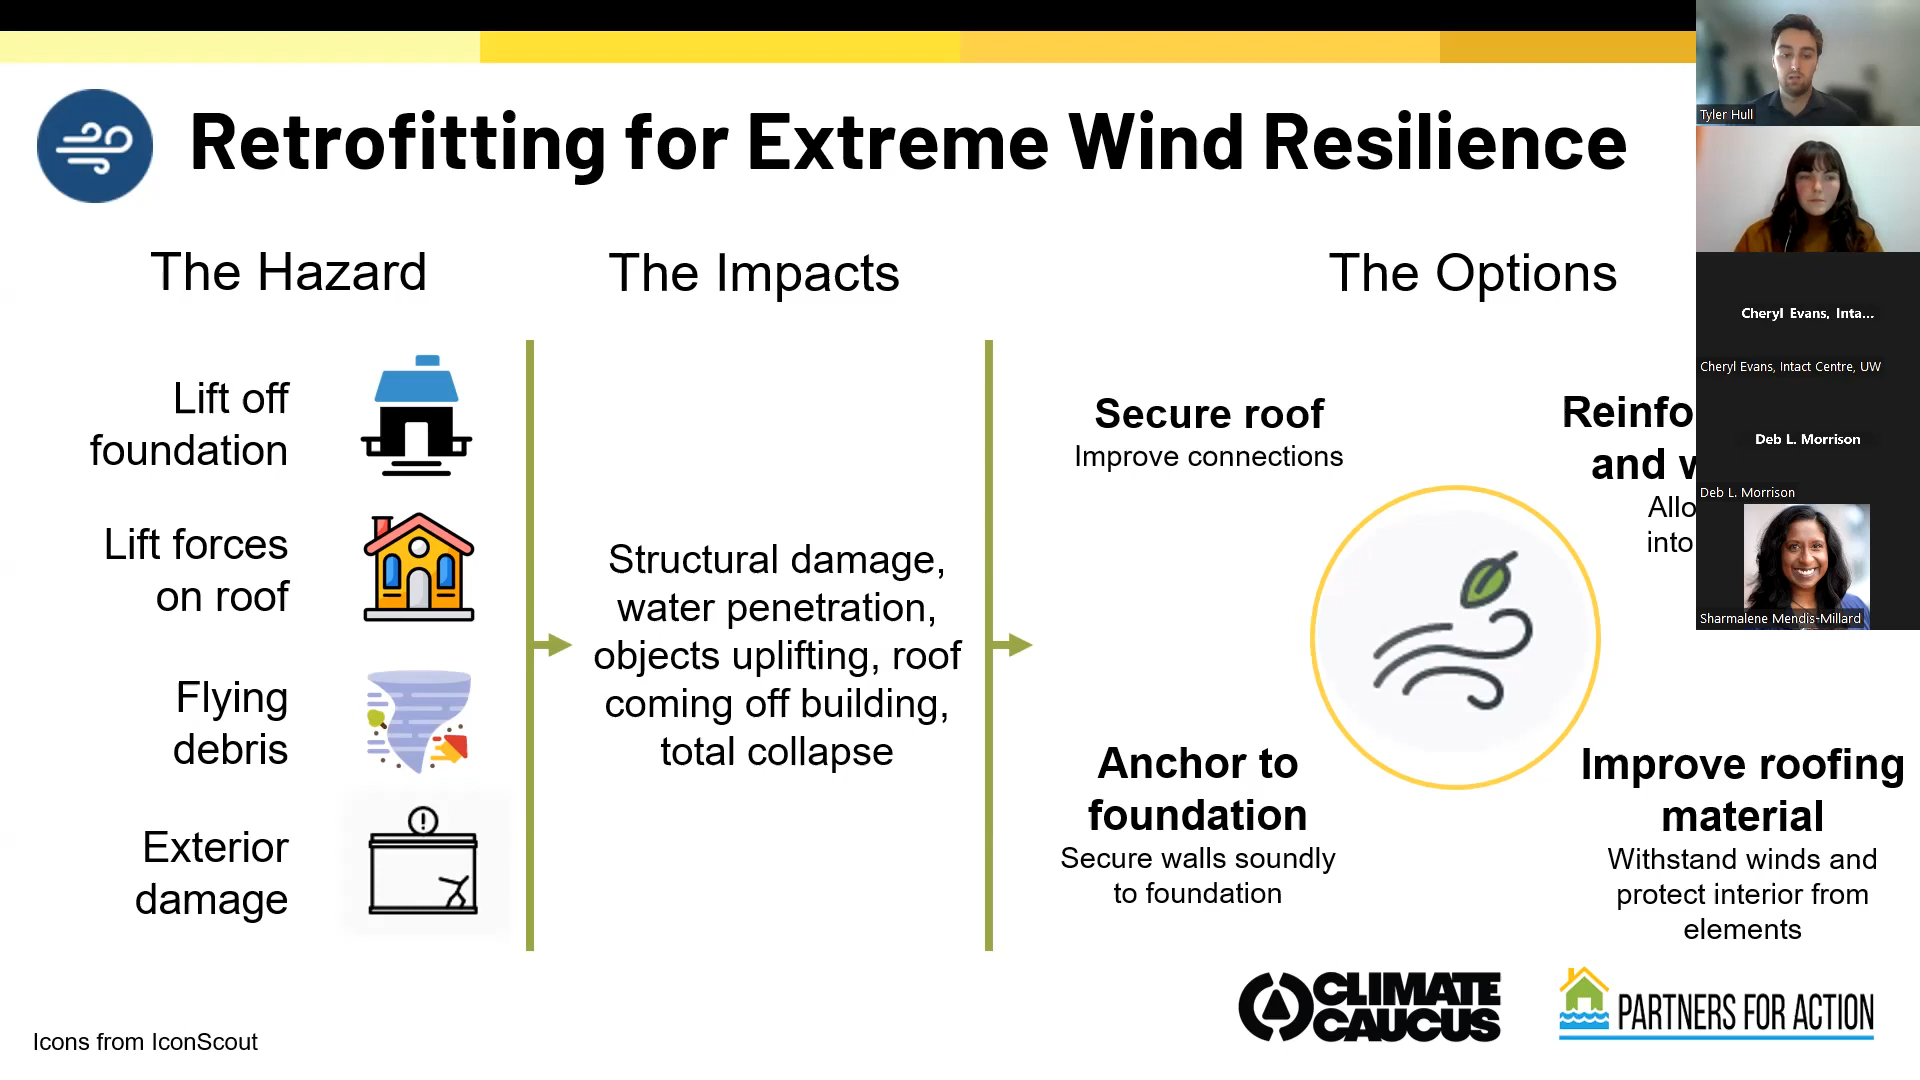 Retrofitting for Extreme Wind Resilience
The Hazard
The Impacts
The Options
Lift off
foundation
Lift forces
on roof
Flying
debris
Exterior
damage
Structural damage,
water penetration,
objects uplifting, roof
coming off building,
total collapse
Secure roof
Improve connections
and
into
Anchor to
foundation
Secure walls soundly
to foundation
Improve roofing
material
Withstand winds and
protect interior from
elements
CLIMATE
CAUCUS
PARTNERS FOR ACTION
Icons from IconScout
Tyler Hull
Cheryl Evans, Inta...
Cheryl Evans, Intact Centre, UW
Deb L. Morrison
Deb L. Morrison
Sharmalene Mendis-Millard